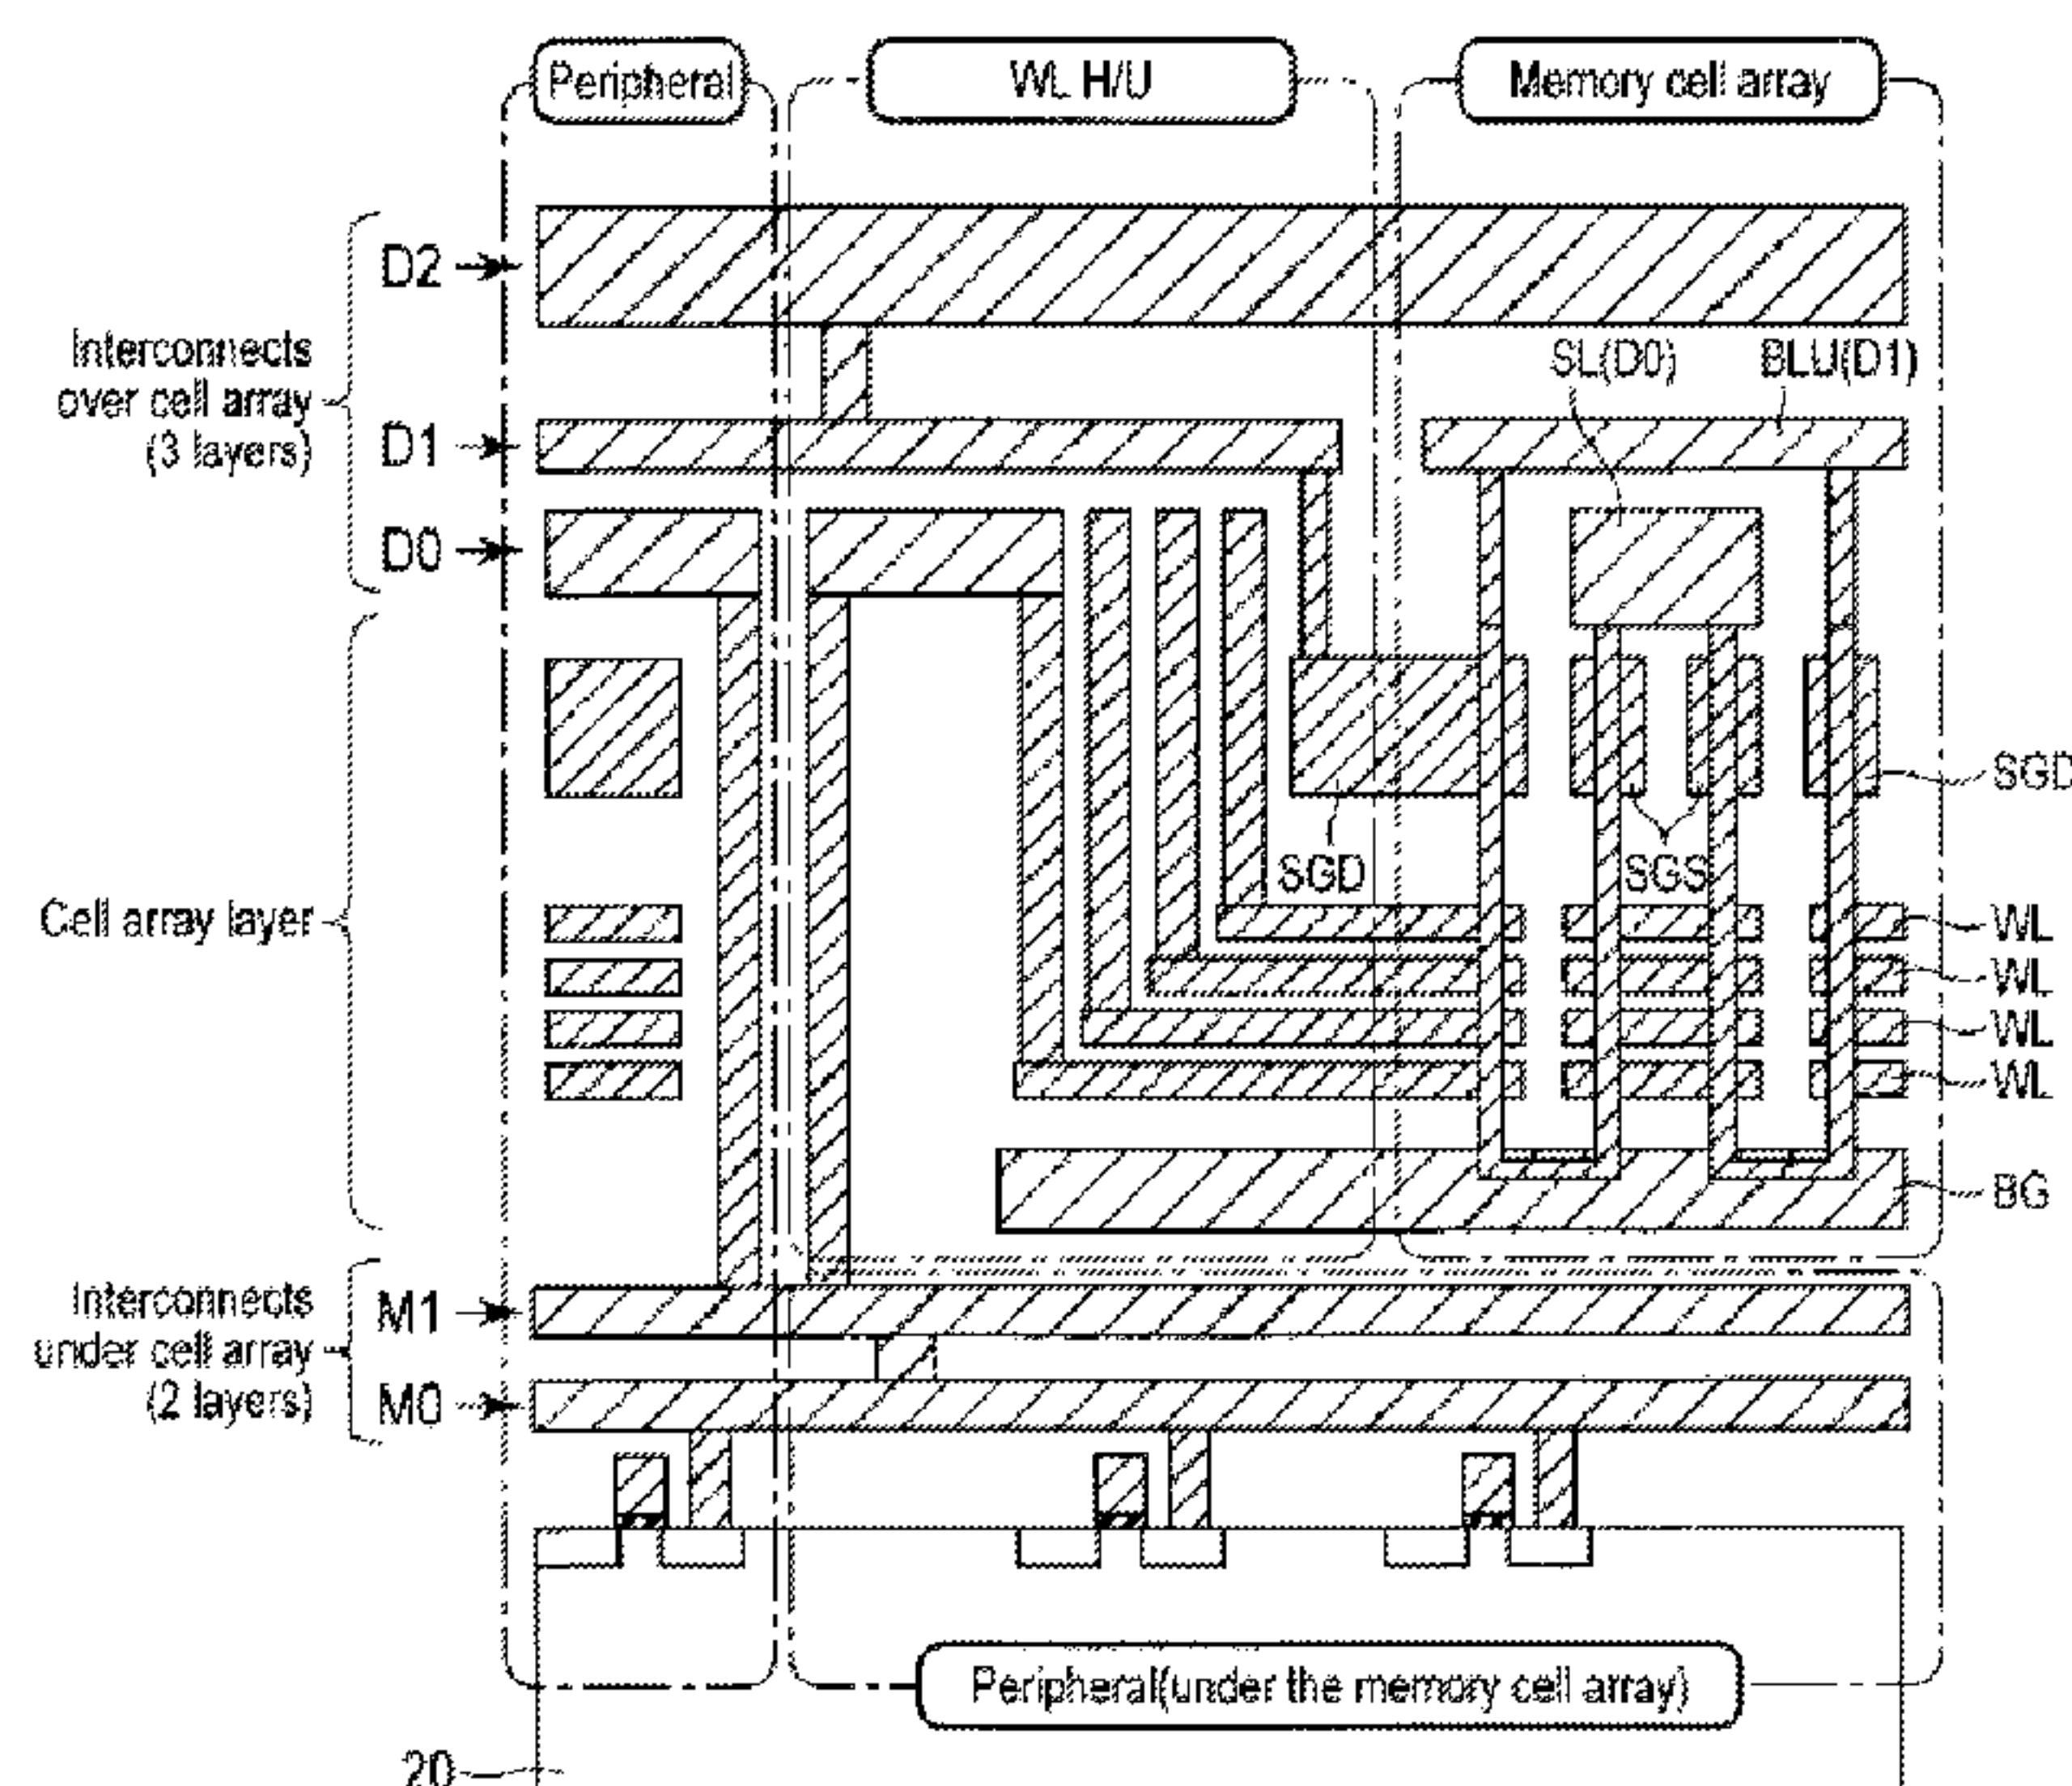 Peripheral
WL H/U
Memory cell array
D2
Interconnects
over cell array
(3 layers)
SL(D0)
BLU(D1)
D1
D0
SGD
SGD
SGS
Cell array layer
WL
WL
WL
WL
BG
Interconnects
under cell array
(2 layers)
M1
M0
Peripheral(under the memory cell array)
20